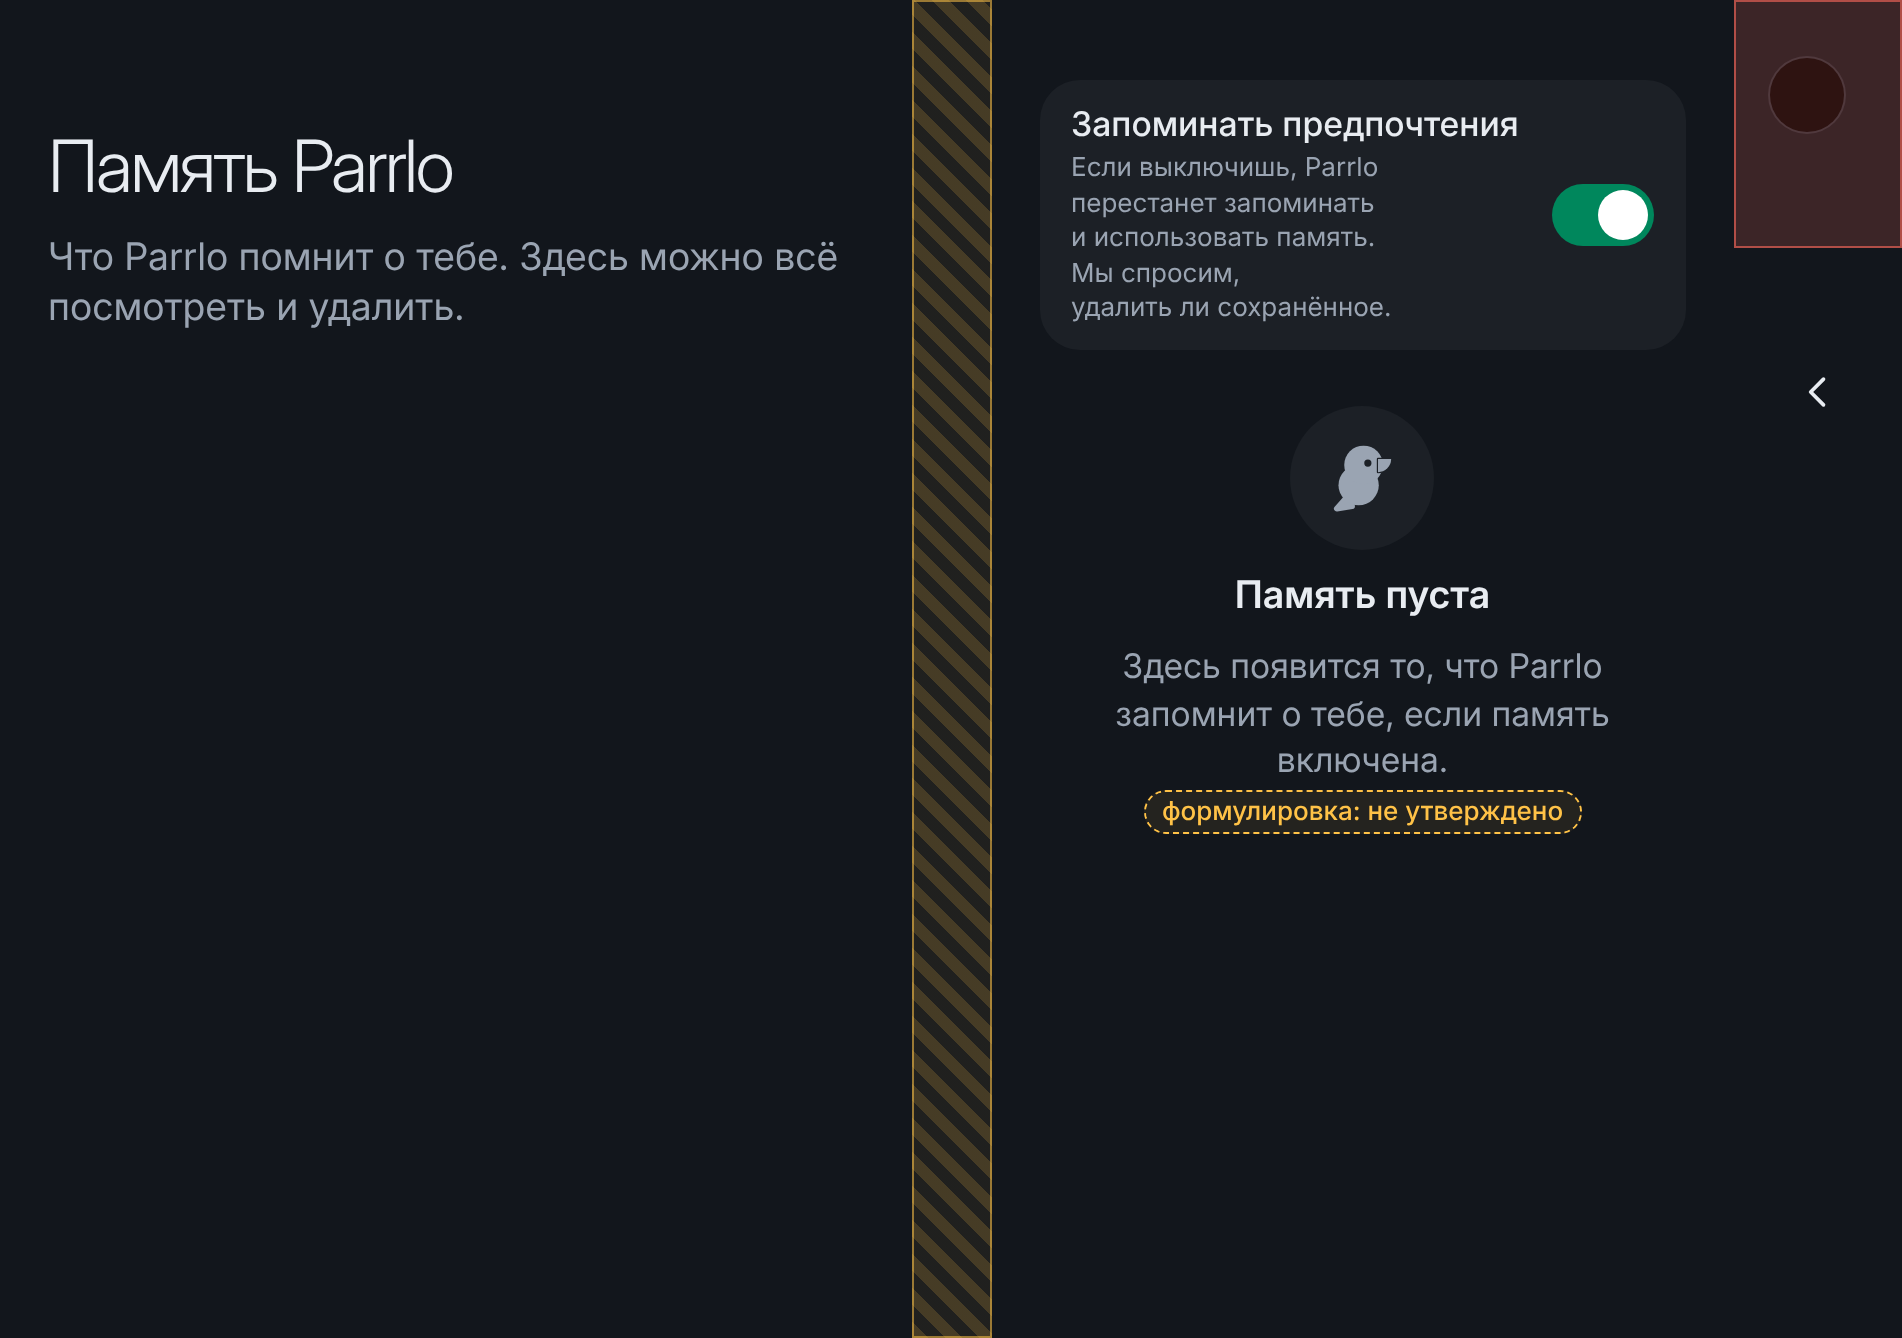 Память Parrlo
Что Parrlo помнит о тебе. Здесь можно всё
посмотреть и удалить.
Запоминать предпочтения
Если выключишь, Parrlo
перестанет запоминать
и использовать память.
Мы спросим,
удалить ли сохранённое.
Память пуста
Здесь появится то, что Parrlo
запомнит о тебе, если память
включена.
формулировка: не утверждено